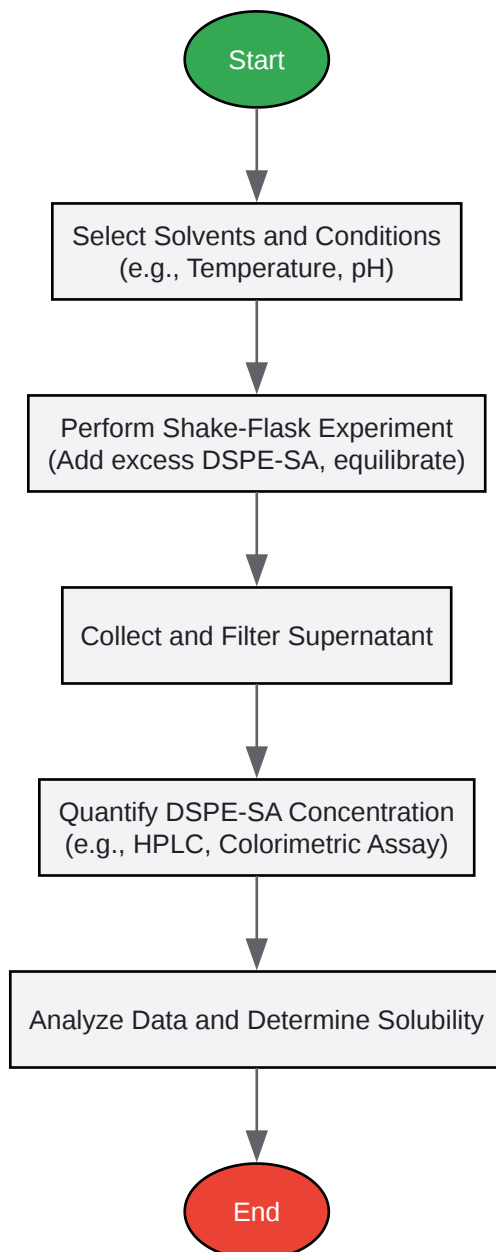 Start
Select Solvents and Conditions
(e.g., Temperature, pH)
Perform Shake-Flask Experiment
(Add excess DSPE-SA, equilibrate)
Collect and Filter Supernatant
Quantify DSPE-SA Concentration
(e.g., HPLC, Colorimetric Assay)
Analyze Data and Determine Solubility
End